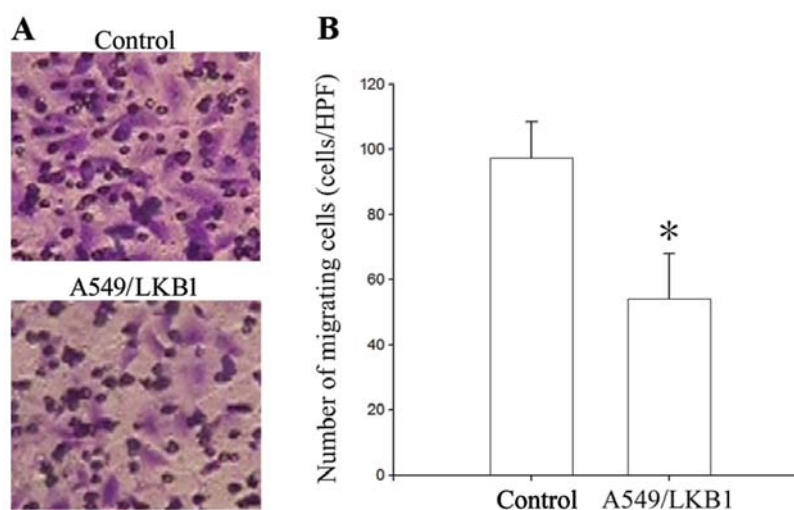 A
Control
A549/LKB1
B
Number of migrating cells (cells/HPF)
120
100
80
60
40
20
0
*
Control
A549/LKB1